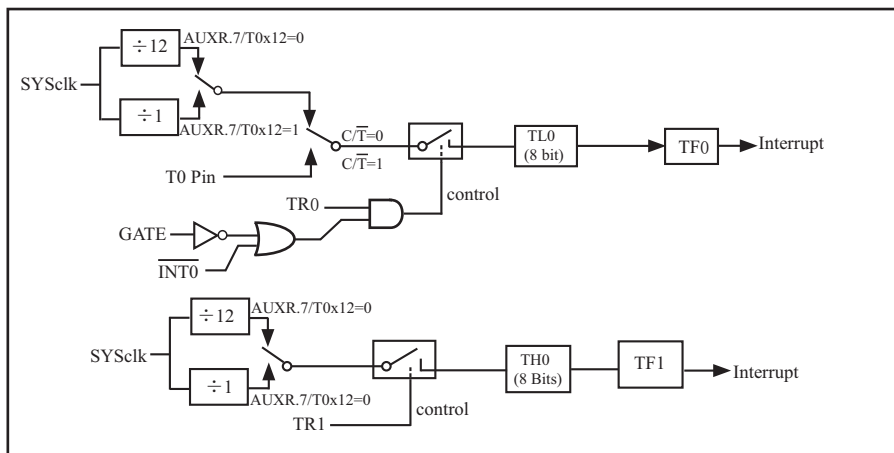 ÷12
AUXR.7/T0x12=0
SYSclk
÷1
AUXR.7/T0x12=1
C/T̅=0
C/T̅=1
TL0
(8 bit)
TF0
Interrupt
T0 Pin
control
TR0
GATE
I̅N̅T̅0̅
÷12
AUXR.7/T0x12=0
SYSclk
÷1
AUXR.7/T0x12=0
TH0
(8 Bits)
TF1
Interrupt
control
TR1